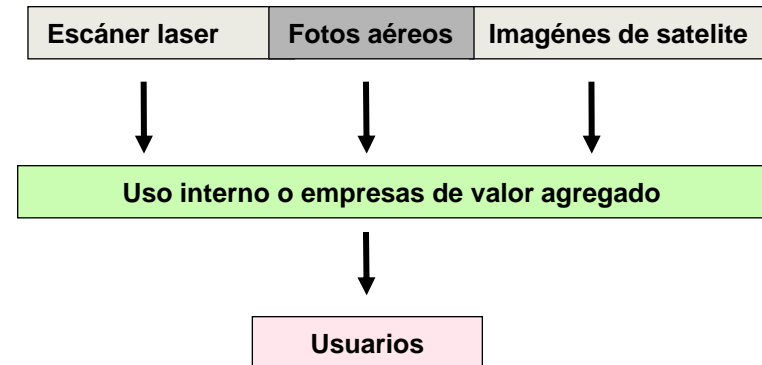 Escáner laser
Fotos aéreos
Imagénes de satelite
Uso interno o empresas de valor agregado
Usuarios